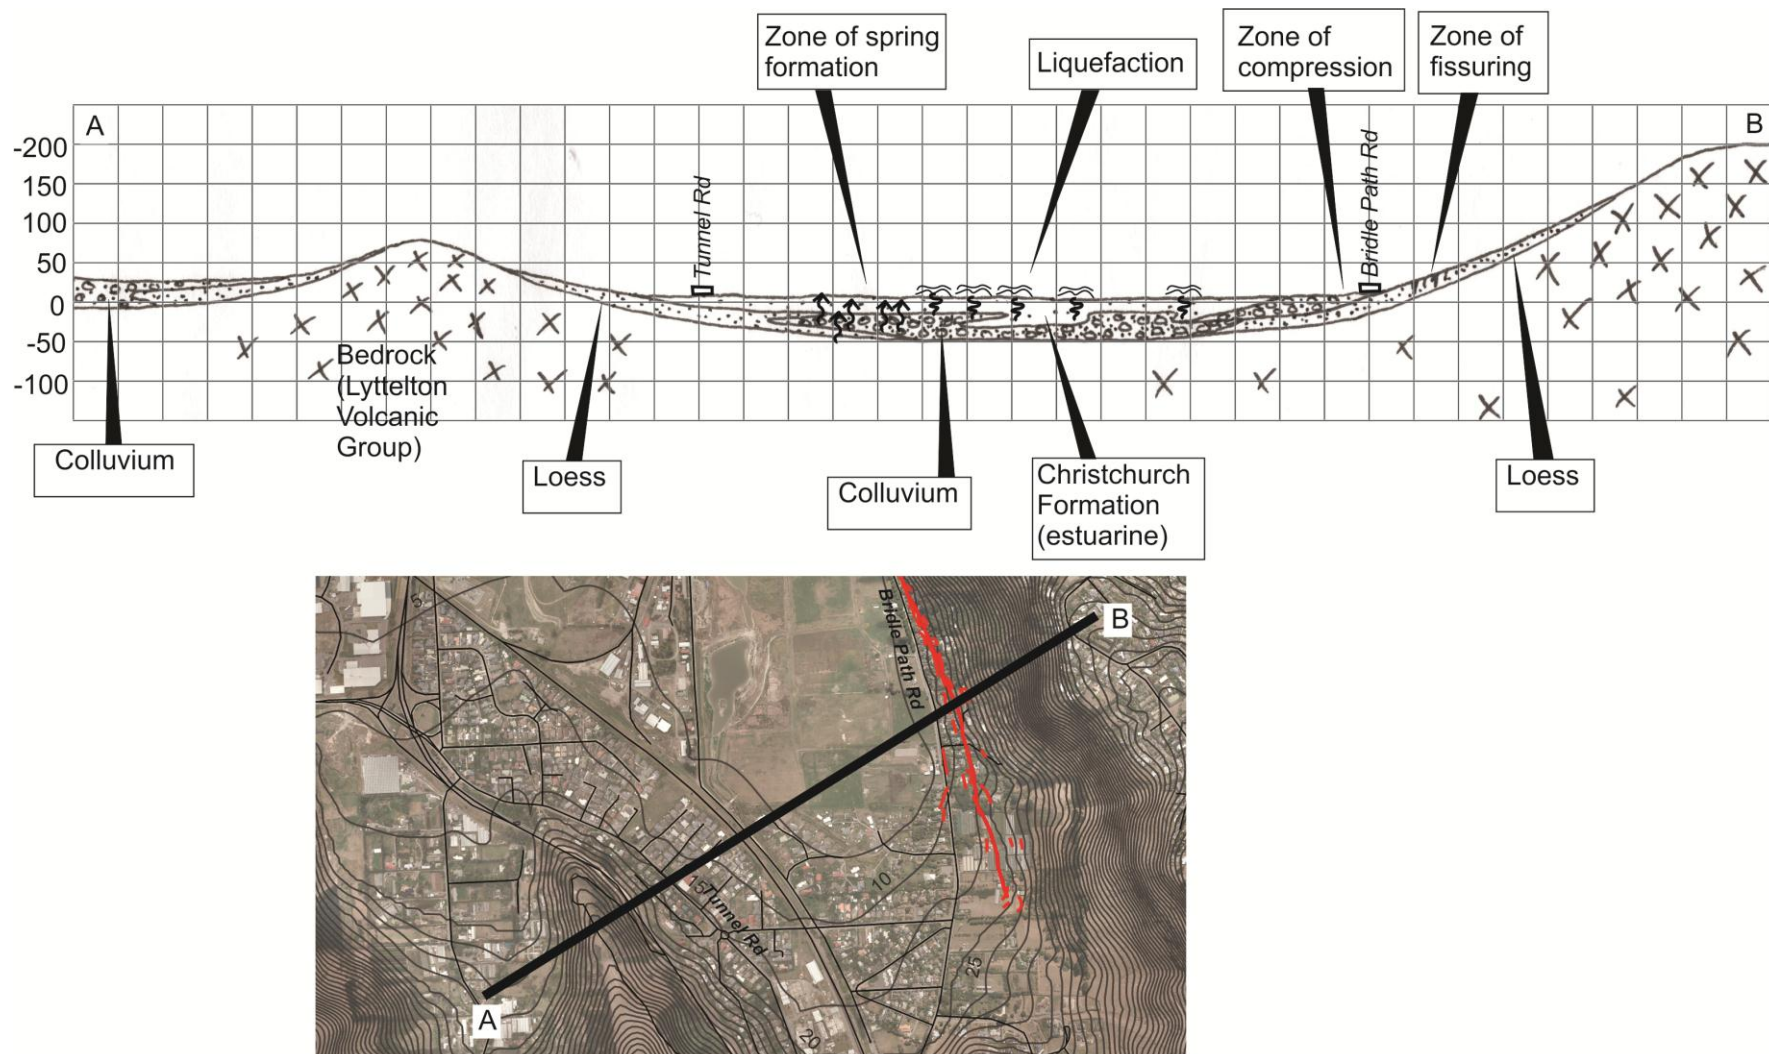 Zone of spring
formation
Liquefaction
Zone of
compression
Zone of
fissuring
A
B
-200
150
100
50
0
-50
-100
Tunnel Rd
Bridle Path Rd
Bedrock
(Lyttelton
Volcanic
Group)
Colluvium
Loess
Colluvium
Christchurch
Formation
(estuarine)
Loess
5
Bridle Path Rd
B
15
Tunnel Rd
10
25
A
20